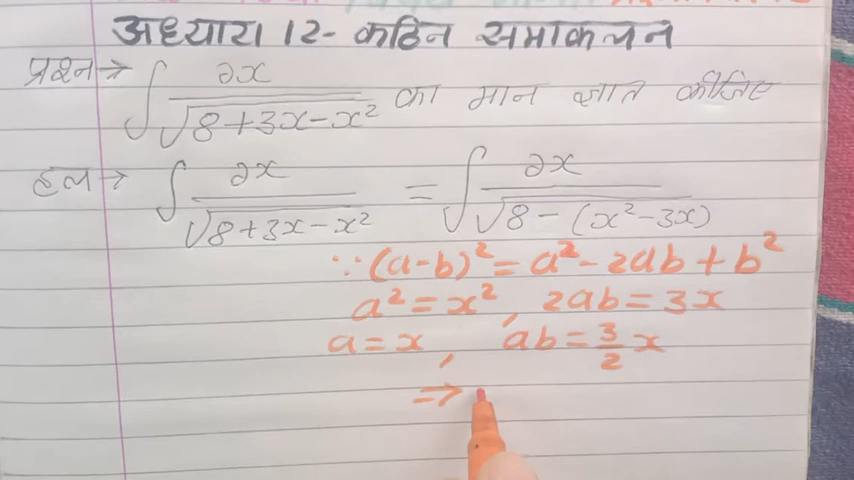 अध्याय 12- कठिन समाकलन
प्रश्न → ∫ ∂x / √(8+3x-x²) का मान ज्ञात कीजिए
हल → ∫ ∂x / √(8+3x-x²) = ∫ ∂x / √(8-(x²-3x))
∵ (a-b)² = a² - 2ab + b²
a² = x², 2ab = 3x
a = x, ab = 3/2 x
⇒